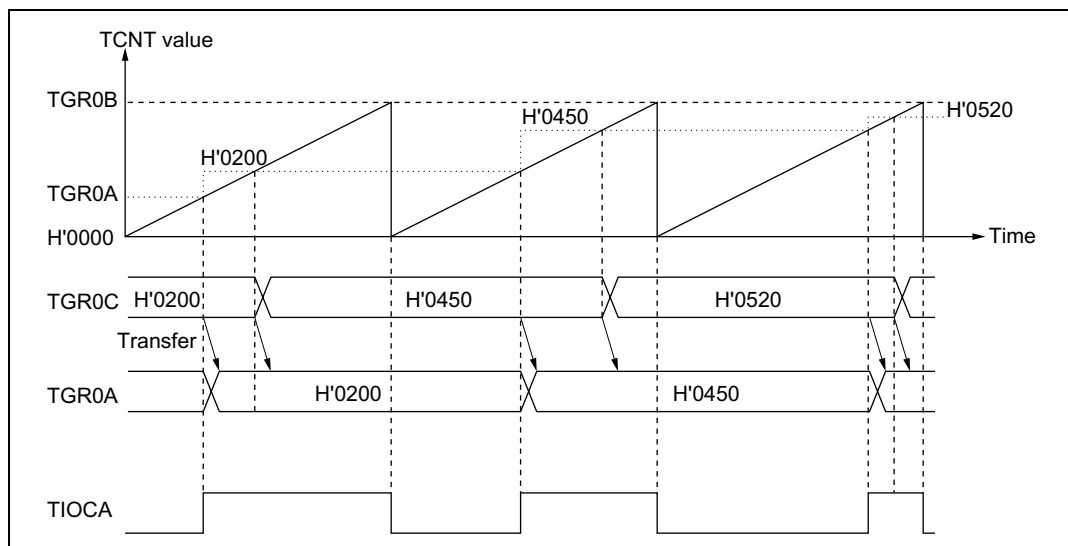 TCNT value
TGR0B
H'0520
H'0450
H'0200
TGR0A
H'0000
Time
TGR0C
H'0200
H'0450
H'0520
Transfer
TGR0A
H'0200
H'0450
TIOCA